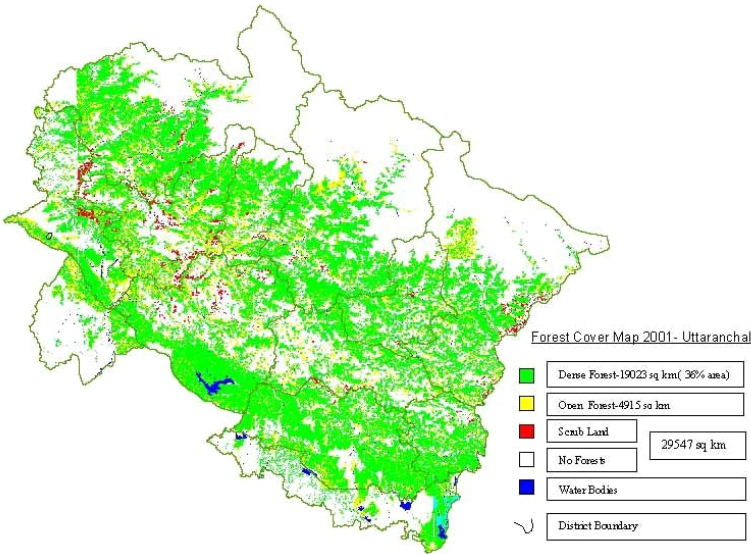 Forest Cover Map 2001- Uttaranchal
Dense Forest-19023 sq km( 36% area)
Open Forest-4915 sq km
Scrub Land
29547 sq km
No Forests
Water Bodies
District Boundary